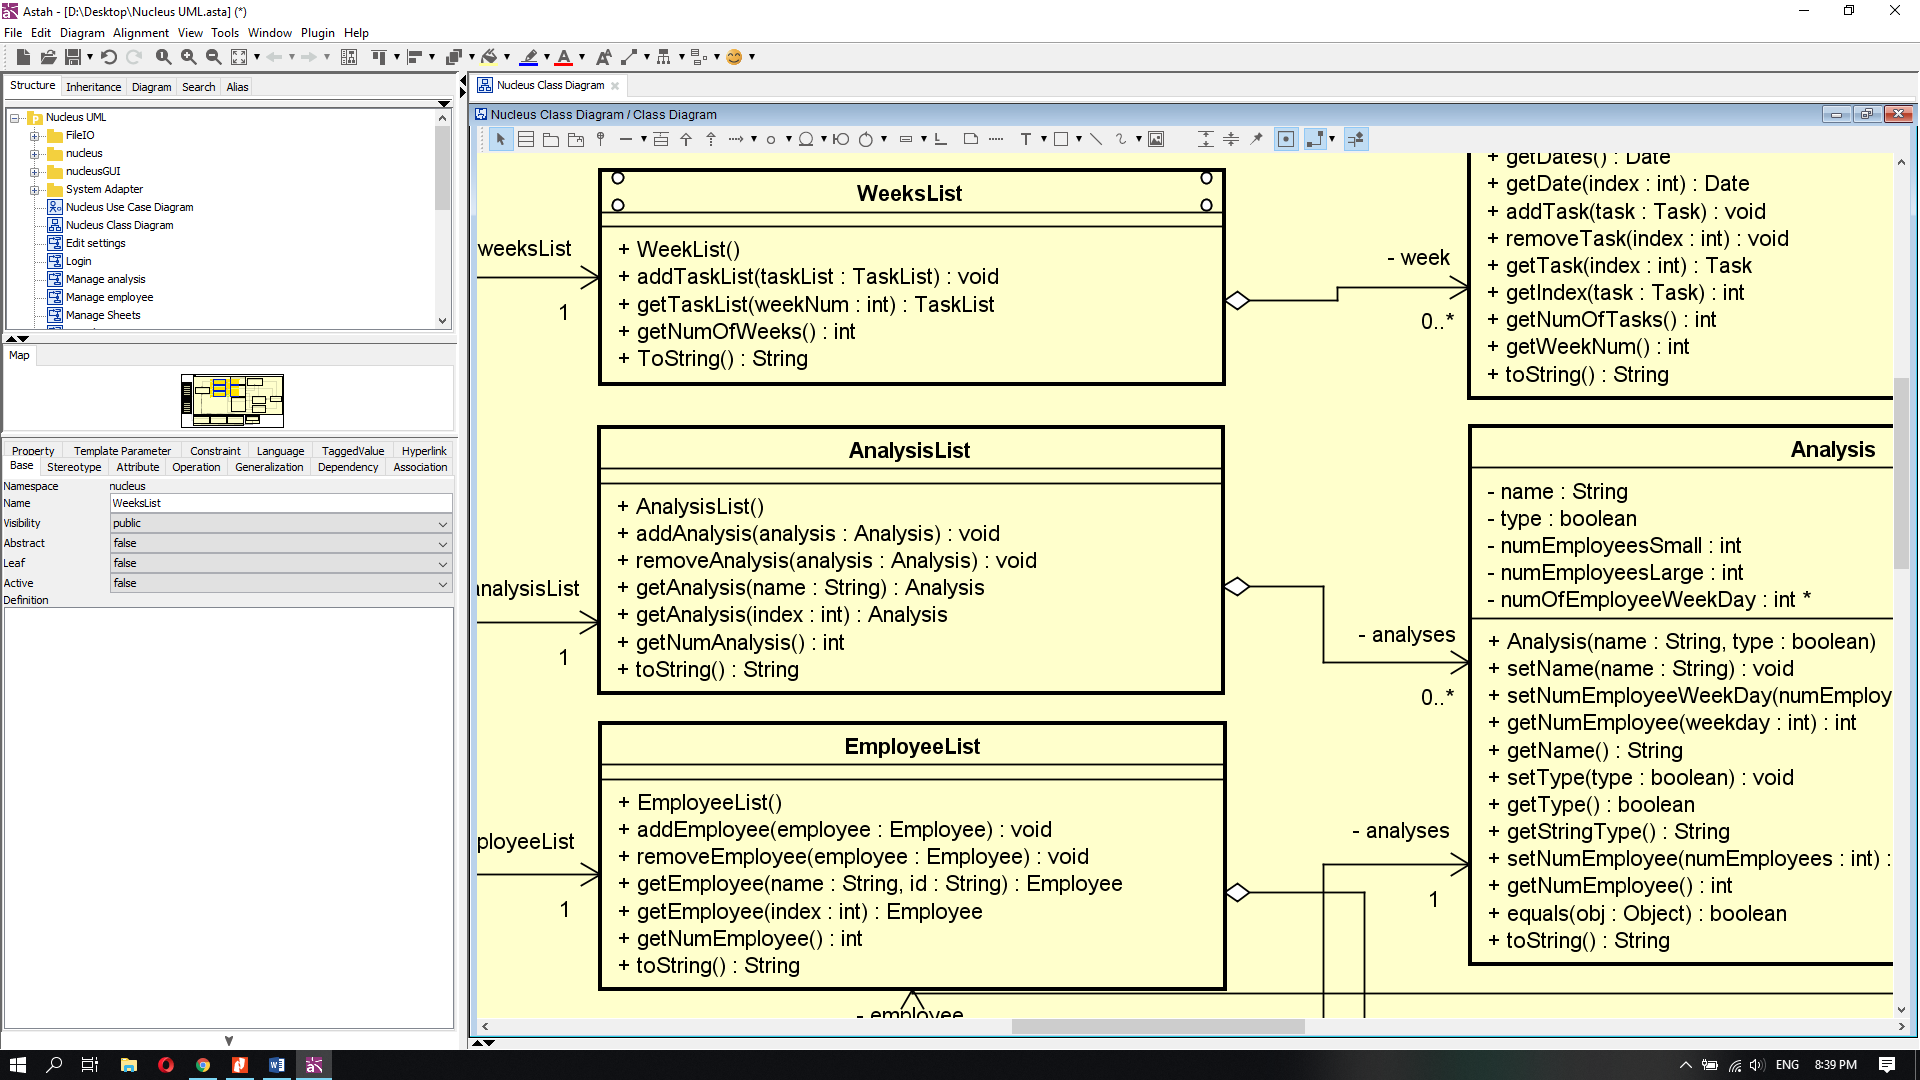 Astah - [D:\Desktop\Nucleus UML.asta] (*)
File Edit Diagram Alignment View Tools Window Plugin Help
Structure Inheritance Diagram Search Alias
Nucleus UML
FileIO
nucleus
nucleusGUI
System Adapter
Nucleus Use Case Diagram
Nucleus Class Diagram
Edit settings
Login
Manage analysis
Manage employee
Manage Sheets
Map
Property Template Parameter Constraint Language TaggedValue Hyperlink
Base Stereotype Attribute Operation Generalization Dependency Association
Namespace nucleus
Name WeeksList
Visibility public
Abstract false
Leaf false
Active false
Definition
Nucleus Class Diagram
Nucleus Class Diagram / Class Diagram
weeksList
1
WeeksList
+ WeekList()
+ addTaskList(taskList : TaskList) : void
+ getTaskList(weekNum : int) : TaskList
+ getNumOfWeeks() : int
+ ToString() : String
- week
0..*
+ getDates() : Date
+ getDate(index : int) : Date
+ addTask(task : Task) : void
+ removeTask(index : int) : void
+ getTask(index : int) : Task
+ getIndex(task : Task) : int
+ getNumOfTasks() : int
+ getWeekNum() : int
+ toString() : String
nalysisList
1
AnalysisList
+ AnalysisList()
+ addAnalysis(analysis : Analysis) : void
+ removeAnalysis(analysis : Analysis) : void
+ getAnalysis(name : String) : Analysis
+ getAnalysis(index : int) : Analysis
+ getNumAnalysis() : int
+ toString() : String
- analyses
0..*
Analysis
- name : String
- type : boolean
- numEmployeesSmall : int
- numEmployeesLarge : int
- numOfEmployeeWeekDay : int *
+ Analysis(name : String, type : boolean)
+ setName(name : String) : void
+ setNumEmployeeWeekDay(numEmploy
+ getNumEmployee(weekday : int) : int
+ getName() : String
+ setType(type : boolean) : void
+ getType() : boolean
+ getStringType() : String
+ setNumEmployee(numEmployees : int) :
+ getNumEmployee() : int
+ equals(obj : Object) : boolean
+ toString() : String
ployeeList
1
EmployeeList
+ EmployeeList()
+ addEmployee(employee : Employee) : void
+ removeEmployee(employee : Employee) : void
+ getEmployee(name : String, id : String) : Employee
+ getEmployee(index : int) : Employee
+ getNumEmployee() : int
+ toString() : String
- analyses
1
- employee
ENG 8:39 PM